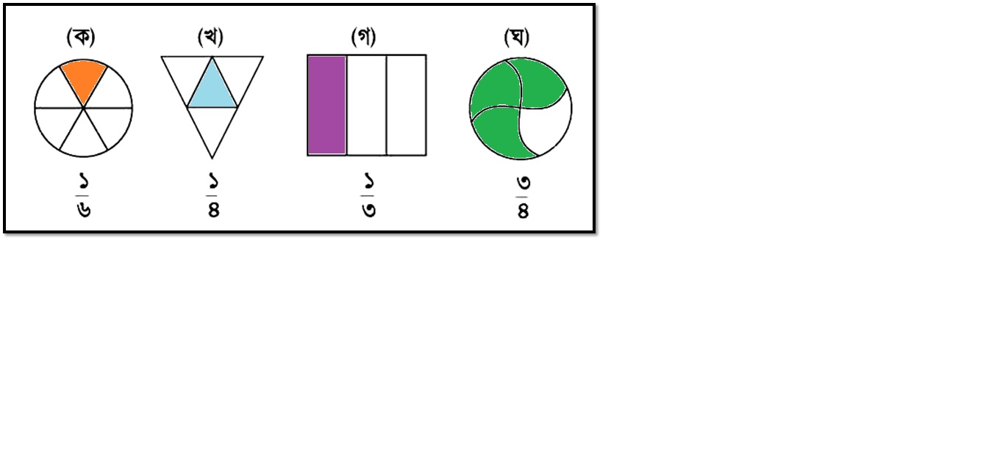 (ক) (খ) (গ) (ঘ)
১ ১ ১ ৩
৬ ৪ ৩ ৪